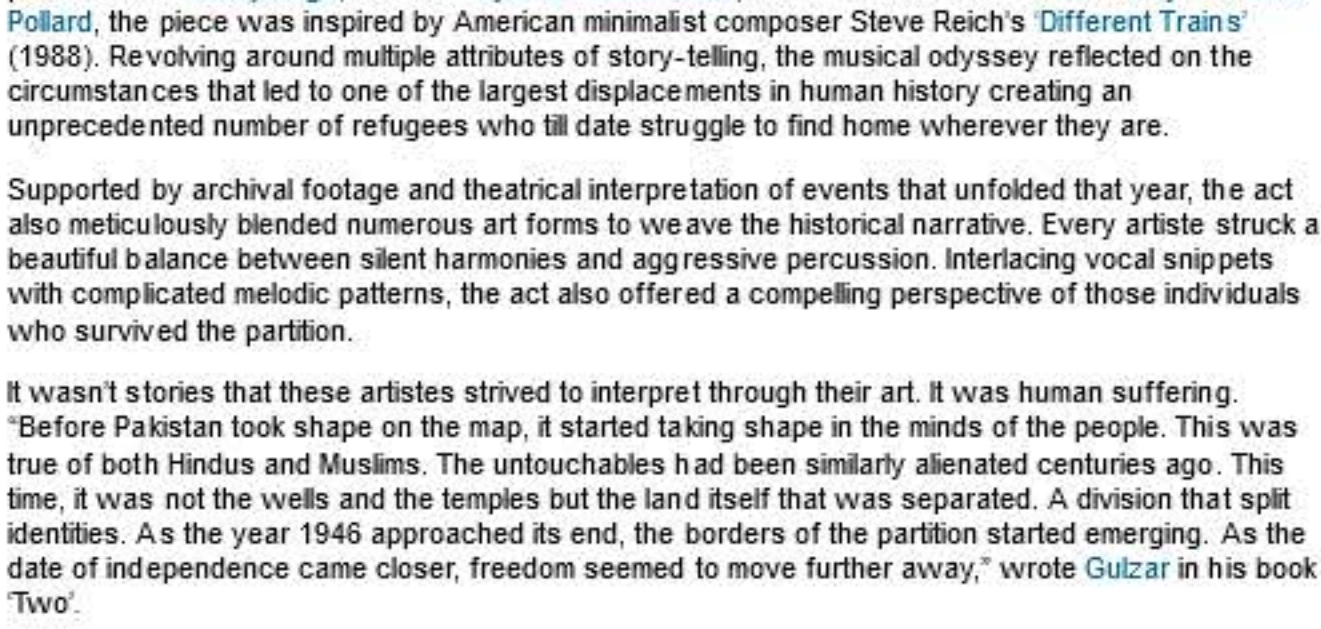 Pollard, the piece was inspired by American minimalist composer Steve Reich's 'Different Trains'
(1988). Revolving around multiple attributes of story-telling, the musical odyssey reflected on the
circumstances that led to one of the largest displacements in human history creating an
unprecedented number of refugees who till date struggle to find home wherever they are.
Supported by archival footage and theatrical interpretation of events that unfolded that year, the act
also meticulously blended numerous art forms to weave the historical narrative. Every artiste struck a
beautiful balance between silent harmonies and aggressive percussion. Interlacing vocal snippets
with complicated melodic patterns, the act also offered a compelling perspective of those individuals
who survived the partition.
It wasn't stories that these artistes strived to interpret through their art. It was human suffering.
“Before Pakistan took shape on the map, it started taking shape in the minds of the people. This was
true of both Hindus and Muslims. The untouchables had been similarly alienated centuries ago. This
time, it was not the wells and the temples but the land itself that was separated. A division that split
identities. As the year 1946 approached its end, the borders of the partition started emerging. As the
date of independence came closer, freedom seemed to move further away,” wrote Gulzar in his book
'Two'.